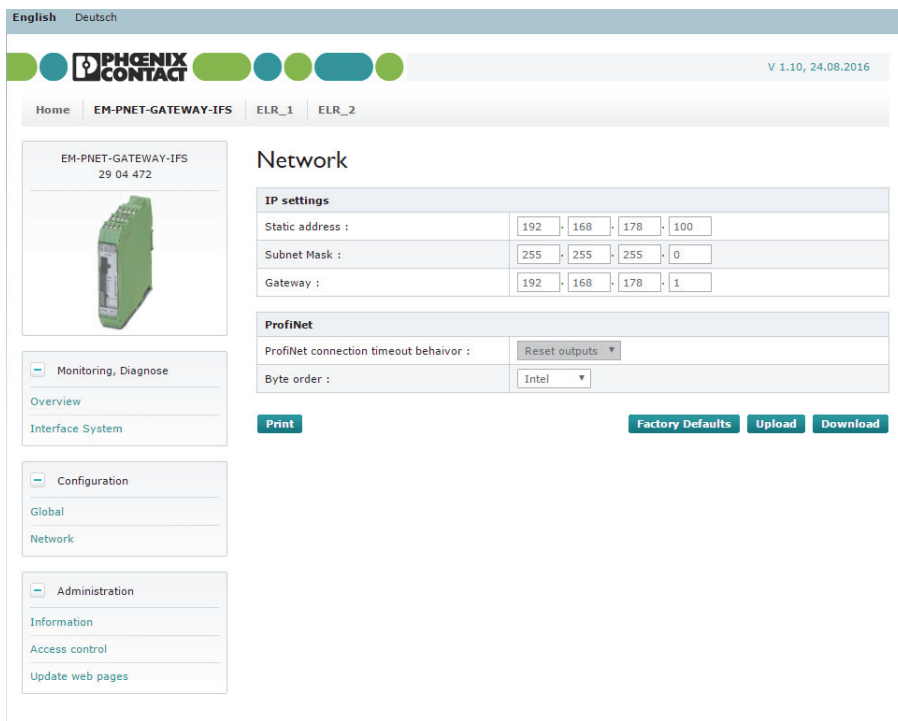 English Deutsch
PHŒNIX
CONTACT
V 1.10, 24.08.2016
Home EM-PNET-GATEWAY-IFS ELR_1 ELR_2
EM-PNET-GATEWAY-IFS
29 04 472
Network
IP settings
Static address : 192 . 168 . 178 . 100
Subnet Mask : 255 . 255 . 255 . 0
Gateway : 192 . 168 . 178 . 1
ProfiNet
ProfiNet connection timeout behaivor : Reset outputs
Byte order : Intel
Print Factory Defaults Upload Download
Monitoring, Diagnose
Overview
Interface System
Configuration
Global
Network
Administration
Information
Access control
Update web pages